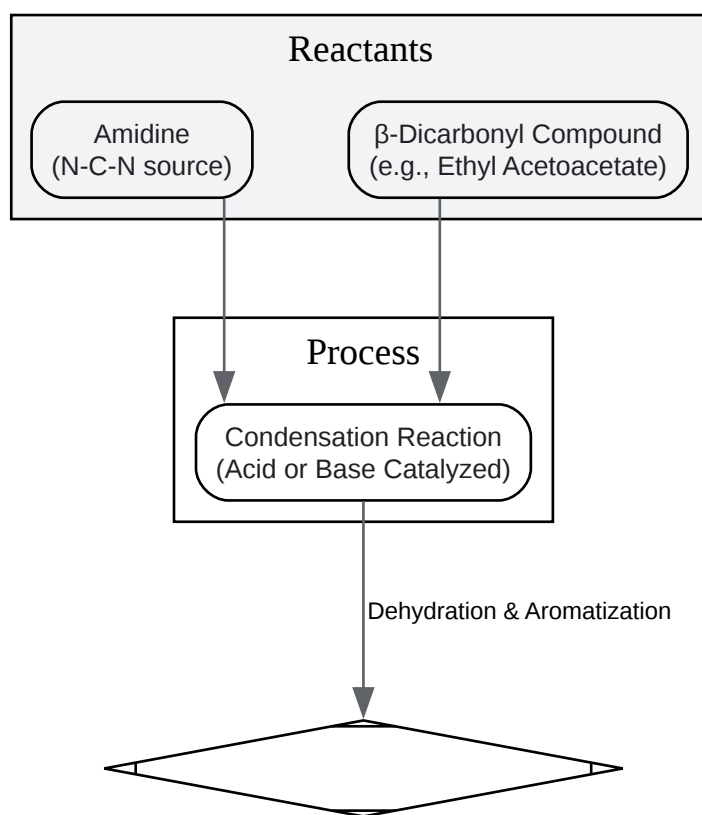 Reactants
Amidine
(N-C-N source)
β-Dicarbonyl Compound
(e.g., Ethyl Acetoacetate)
Process
Condensation Reaction
(Acid or Base Catalyzed)
Dehydration & Aromatization